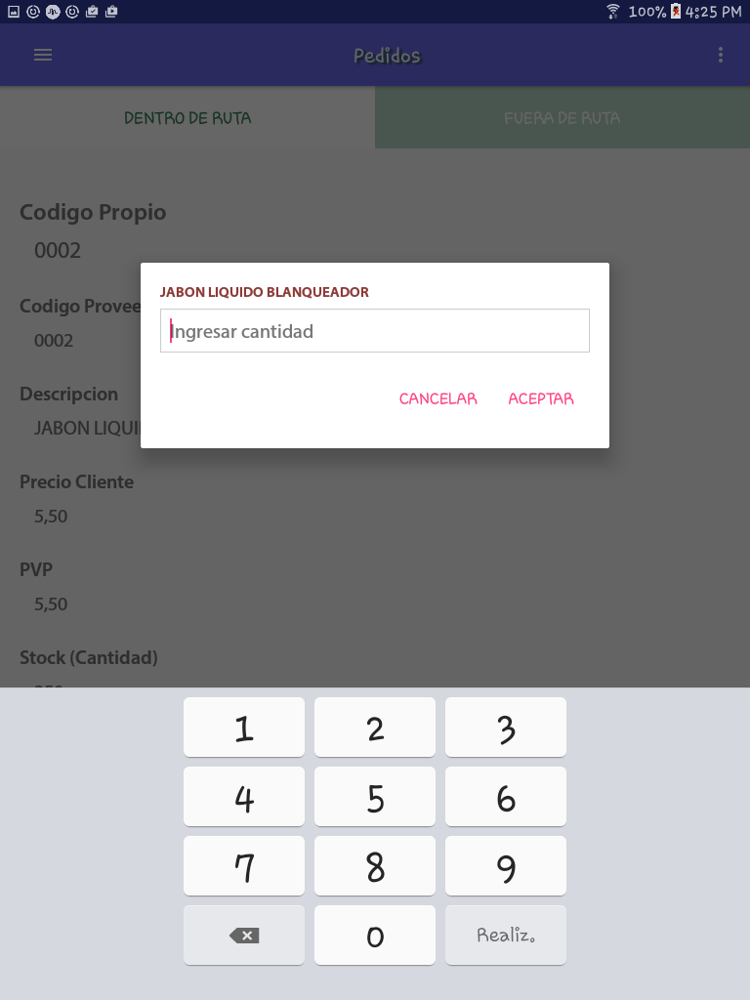 100% 4:25 PM
Pedidos
DENTRO DE RUTA FUERA DE RUTA
Codigo Propio
0002
Codigo Provee
0002
Descripcion
JABON LIQUI
Precio Cliente
5,50
PVP
5,50
Stock (Cantidad)
JABON LIQUIDO BLANQUEADOR
Ingresar cantidad
CANCELAR ACEPTAR
1 2 3
4 5 6
7 8 9
0 Realiz.